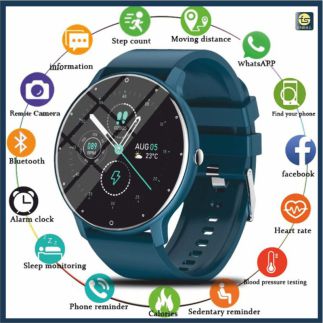 Step count
Moving distance
information
WhatsAPP
Remote Camera
Find your phone
Bluetooth
facebook
AUG 05
23°C
089
Alarm clock
Heart rate
Sleep monitoring
Blood pressure testing
Phone reminder
Sedentary reminder
Calories